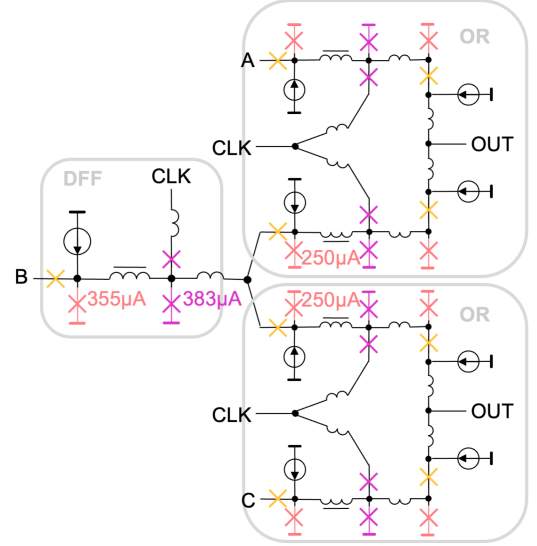 OR
A
CLK
OUT
DFF
CLK
250µA
B
355µA
383µA
250µA
OR
CLK
OUT
C